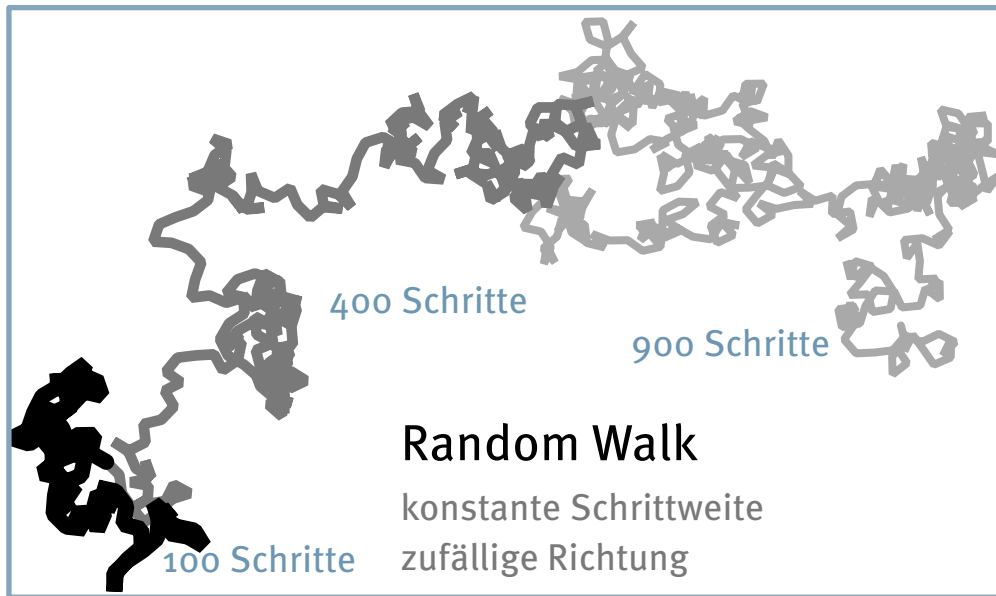 400 Schritte
900 Schritte
Random Walk
konstante Schrittweite
zufällige Richtung
100 Schritte